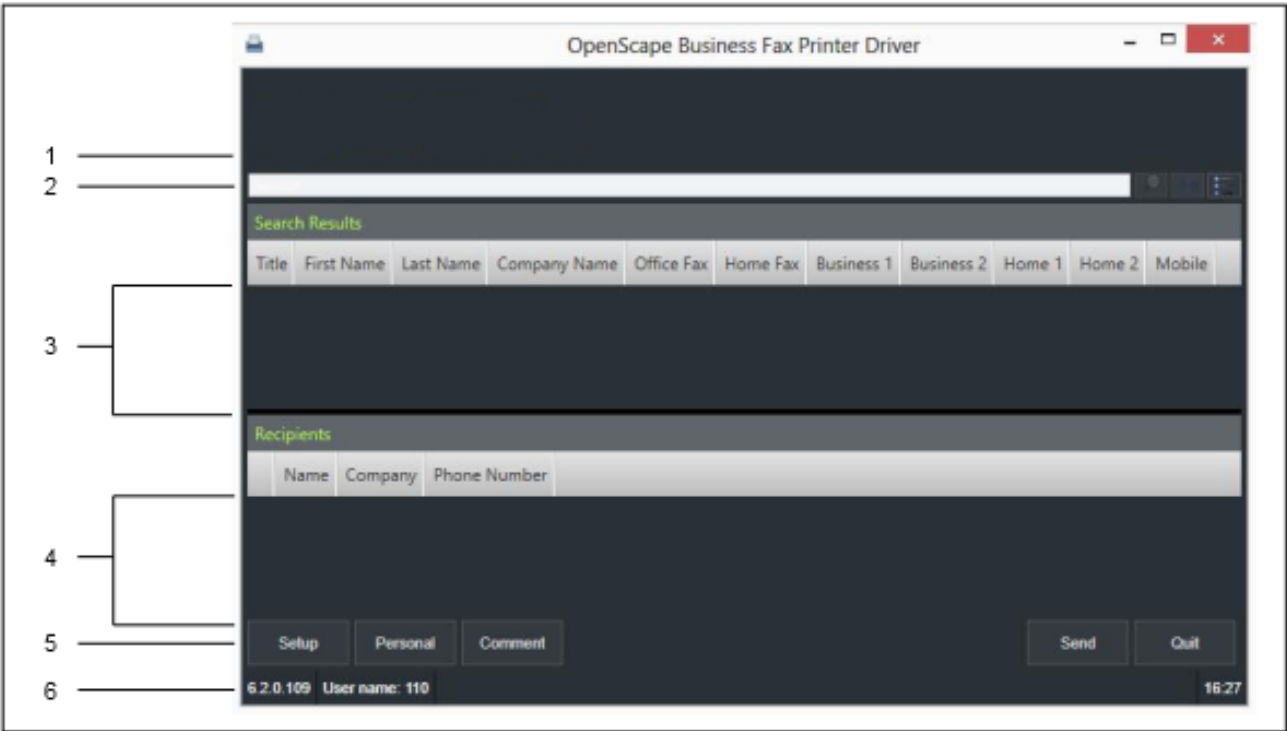 OpenScape Business Fax Printer Driver
1
2
Search Results
Title First Name Last Name Company Name Office Fax Home Fax Business 1 Business 2 Home 1 Home 2 Mobile
3
Recipients
Name Company Phone Number
4
5 Setup Personal Comment Send Quit
6 6.2.0.109 User name: 110 16:27